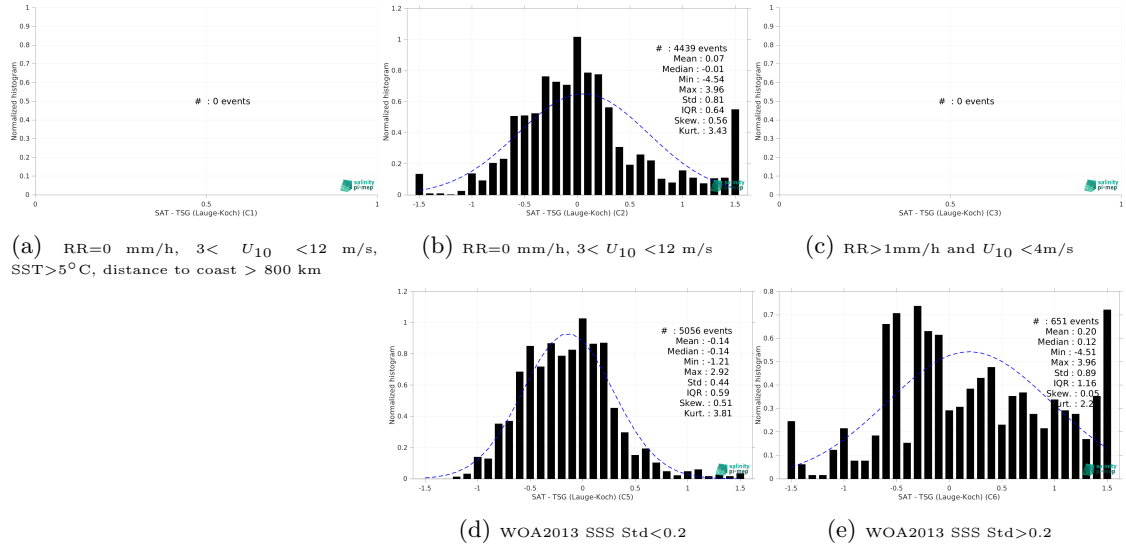 1
0.9
0.8
0.7
0.6
0.5
0.4
0.3
0.2
0.1
0
Normalized histogram
# : 0 events
salinity
pi-mep
0 0.5 1
SAT - TSG (Lauge-Koch) (C1)
(a) RR=0 mm/h, 3< U10 <12 m/s,
SST>5°C, distance to coast > 800 km
1.2
1
0.8
0.6
0.4
0.2
0
Normalized histogram
# : 4439 events
Mean : 0.07
Median : -0.01
Min : -4.54
Max : 3.96
Std : 0.81
IQR : 0.64
Skew. : 0.56
Kurt. : 3.43
salinity
pi-mep
-1.5 -1 -0.5 0 0.5 1 1.5
SAT - TSG (Lauge-Koch) (C2)
(b) RR=0 mm/h, 3< U10 <12 m/s
1
0.9
0.8
0.7
0.6
0.5
0.4
0.3
0.2
0.1
0
Normalized histogram
# : 0 events
salinity
pi-mep
0 0.5 1
SAT - TSG (Lauge-Koch) (C3)
(c) RR>1mm/h and U10 <4m/s
1.2
1
0.8
0.6
0.4
0.2
0
Normalized histogram
# : 5056 events
Mean : -0.14
Median : -0.14
Min : -1.21
Max : 2.92
Std : 0.44
IQR : 0.59
Skew. : 0.51
Kurt. : 3.81
salinity
pi-mep
-1.5 -1 -0.5 0 0.5 1 1.5
SAT - TSG (Lauge-Koch) (C5)
(d) WOA2013 SSS Std<0.2
0.8
0.7
0.6
0.5
0.4
0.3
0.2
0.1
0
Normalized histogram
# : 651 events
Mean : 0.20
Median : 0.12
Min : -4.51
Max : 3.96
Std : 0.89
IQR : 1.16
Skew. : 0.05
salinity
pi-mep
-1.5 -1 -0.5 0 0.5 1 1.5
SAT - TSG (Lauge-Koch) (C6)
(e) WOA2013 SSS Std>0.2